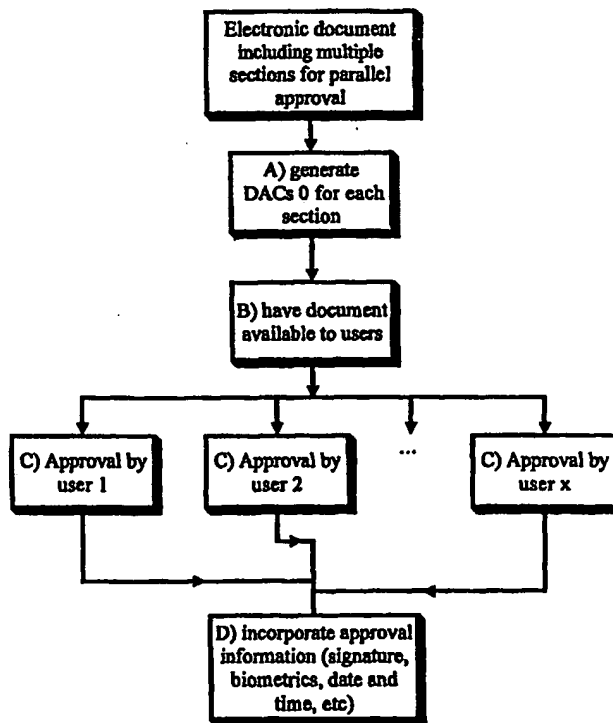 Electronic document
including multiple
sections for parallel
approval
A) generate
DACs 0 for each
section
B) have document
available to users
C) Approval by
user 1
C) Approval by
user 2
...
C) Approval by
user x
D) incorporate approval
information (signature,
biometrics, date and
time, etc)